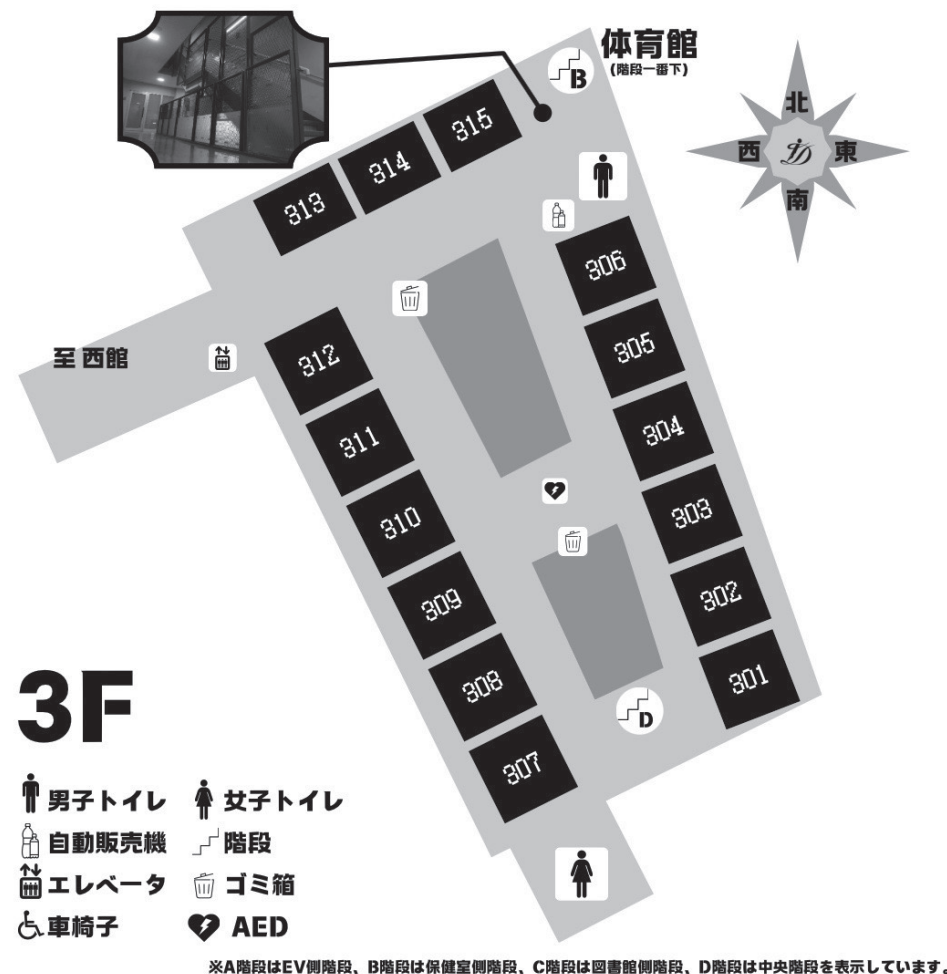 体育館
(階段一番下)
B
北
西 東
南
315
314
313
306
305
304
303
302
301
312
311
310
309
308
307
至 西館
D
3F
男子トイレ 女子トイレ
自動販売機 階段
エレベータ ゴミ箱
車椅子 AED
※A階段はEV側階段、B階段は保健室側階段、C階段は図書館側階段、D階段は中央階段を表示しています。